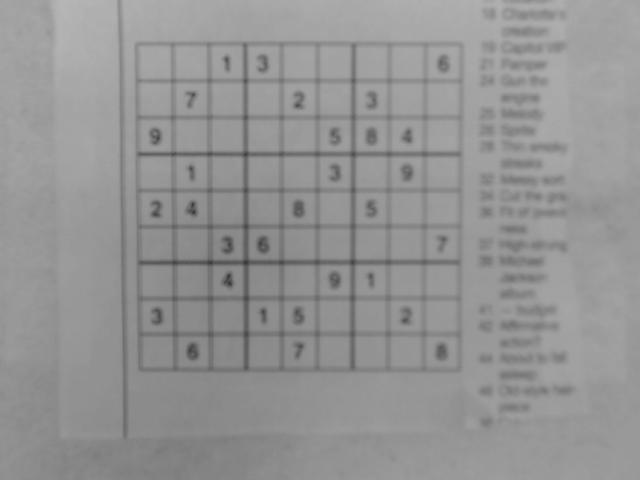 1 3 6
7 2 3
9 5 8 4
1 3 9
2 4 8 5
3 6 7
4 9 1
3 1 5 2
6 7 8
18 Charlotte's
creation
19 Capitol VIP
21 Pamper
24 Gun the
engine
25 Melody
26 Sprite
28 Thin smoky
streaks
32 Messy sort
34 Cut the gra
36 Fit of
ness
37 High-strung
38 Michael
Jackson
album
41 — budget
42 Affirmative
action?
44 About to fall
asleep
46 Old-style hair
piece